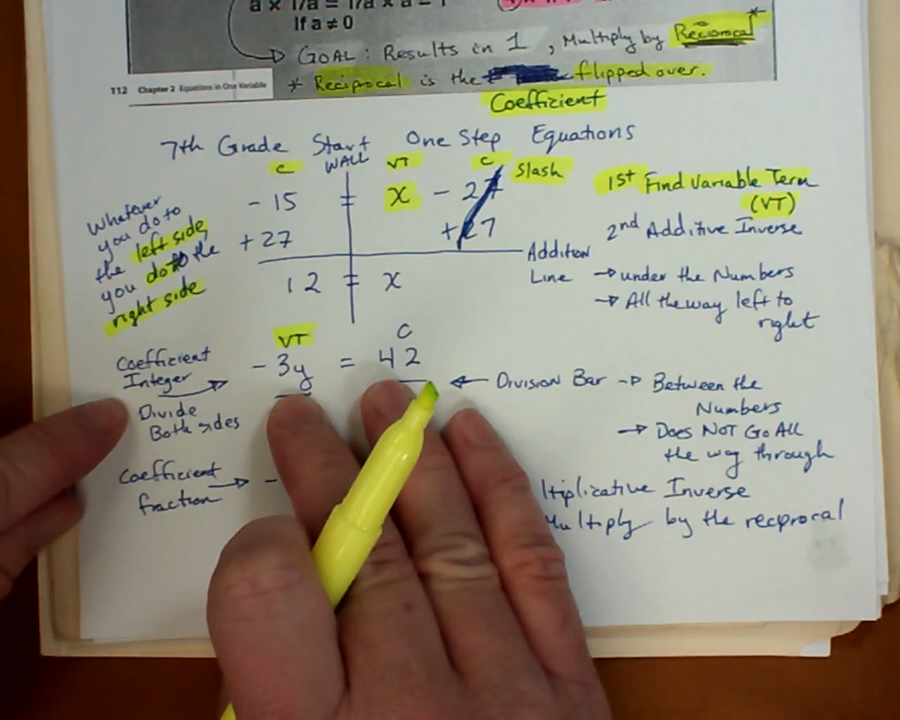 a x 1/a = 1/a x a = 1
If a ≠ 0
→ GOAL: Results in 1, Multiply by Reciprocal*
* Reciprocal is the flipped over.
112 Chapter 2 Equations in One Variable
Coefficient
7th Grade Start One Step Equations
WALL
C VT C Slash
- 15 = x - 27
+ 27 +27
12 = x
Whatever
you do to
the left side,
you do to the
right side
Addition
Line
1st Find Variable Term
(VT)
2nd Additive Inverse
→ under the Numbers
→ All the way left to
right
VT C
- 3y = 42
Coefficient
Integer
Divide
Both sides
← Division Bar → Between the
Numbers
→ Does NOT Go All
the way through
Coefficient
fraction → -
ltiplicative Inverse
ultiply by the reciprocal